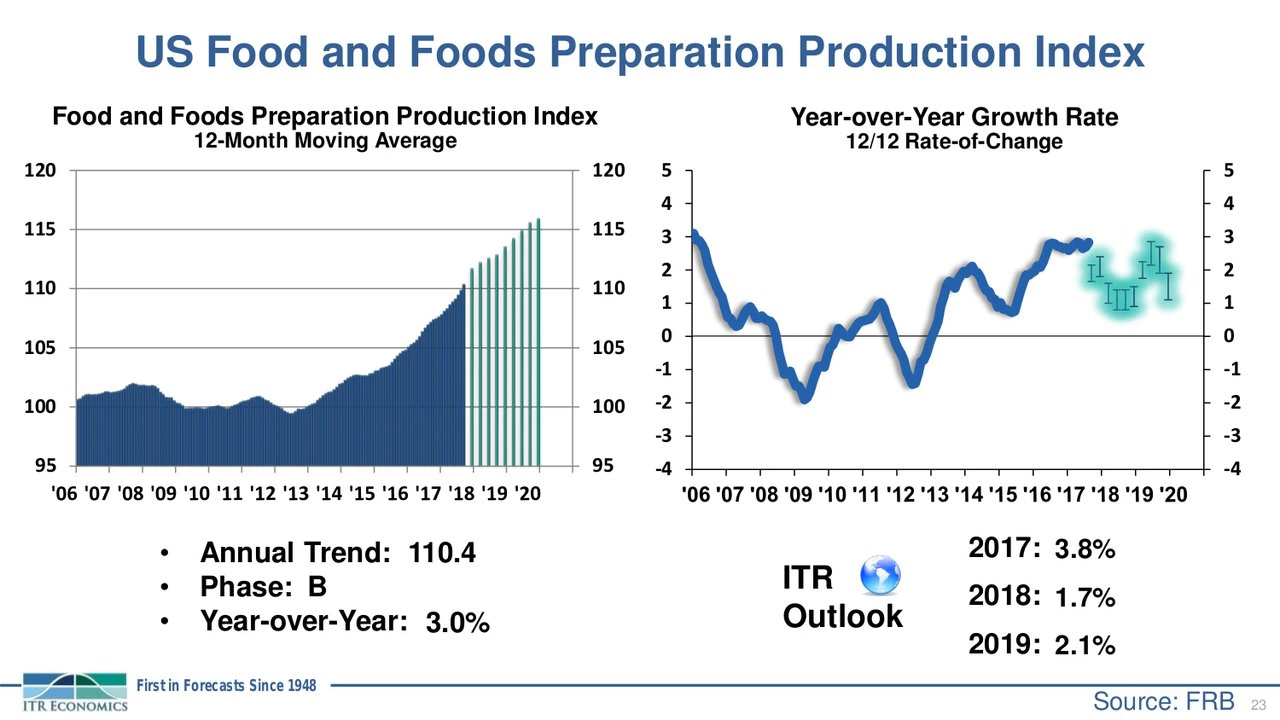 US Food and Foods Preparation Production Index
Food and Foods Preparation Production Index
12-Month Moving Average
120 120
115 115
110 110
105 105
100 100
95 95
'06 '07 '08 '09 '10 '11 '12 '13 '14 '15 '16 '17 '18 '19 '20
Year-over-Year Growth Rate
12/12 Rate-of-Change
5 5
4 4
3 3
2 2
1 1
0 0
-1 -1
-2 -2
-3 -3
-4 -4
'06 '07 '08 '09 '10 '11 '12 '13 '14 '15 '16 '17 '18 '19 '20
• Annual Trend: 110.4
• Phase: B
• Year-over-Year: 3.0%
ITR
Outlook
2017: 3.8%
2018: 1.7%
2019: 2.1%
ITR ECONOMICS
First in Forecasts Since 1948
Source: FRB
23